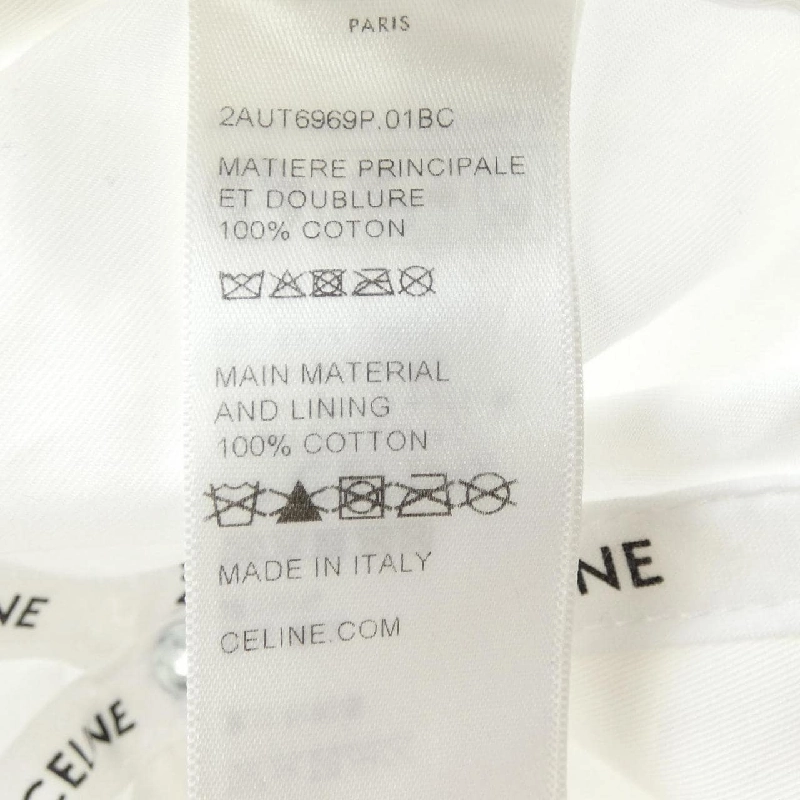 PARIS
2AUT6969P.01BC
MATIERE PRINCIPALE
ET DOUBLURE
100% COTON
MAIN MATERIAL
AND LINING
100% COTTON
MADE IN ITALY
CELINE.COM
NE
INE
CEINE